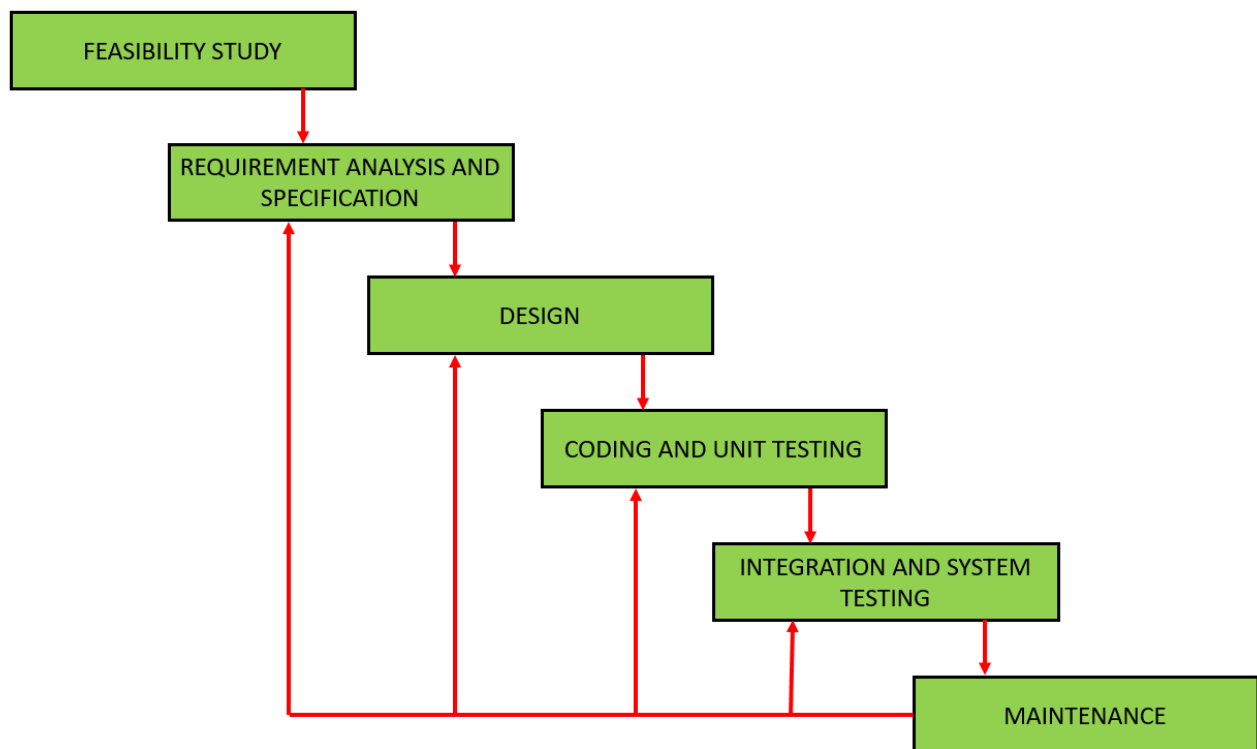 FEASIBILITY STUDY
REQUIREMENT ANALYSIS AND
SPECIFICATION
DESIGN
CODING AND UNIT TESTING
INTEGRATION AND SYSTEM
TESTING
MAINTENANCE